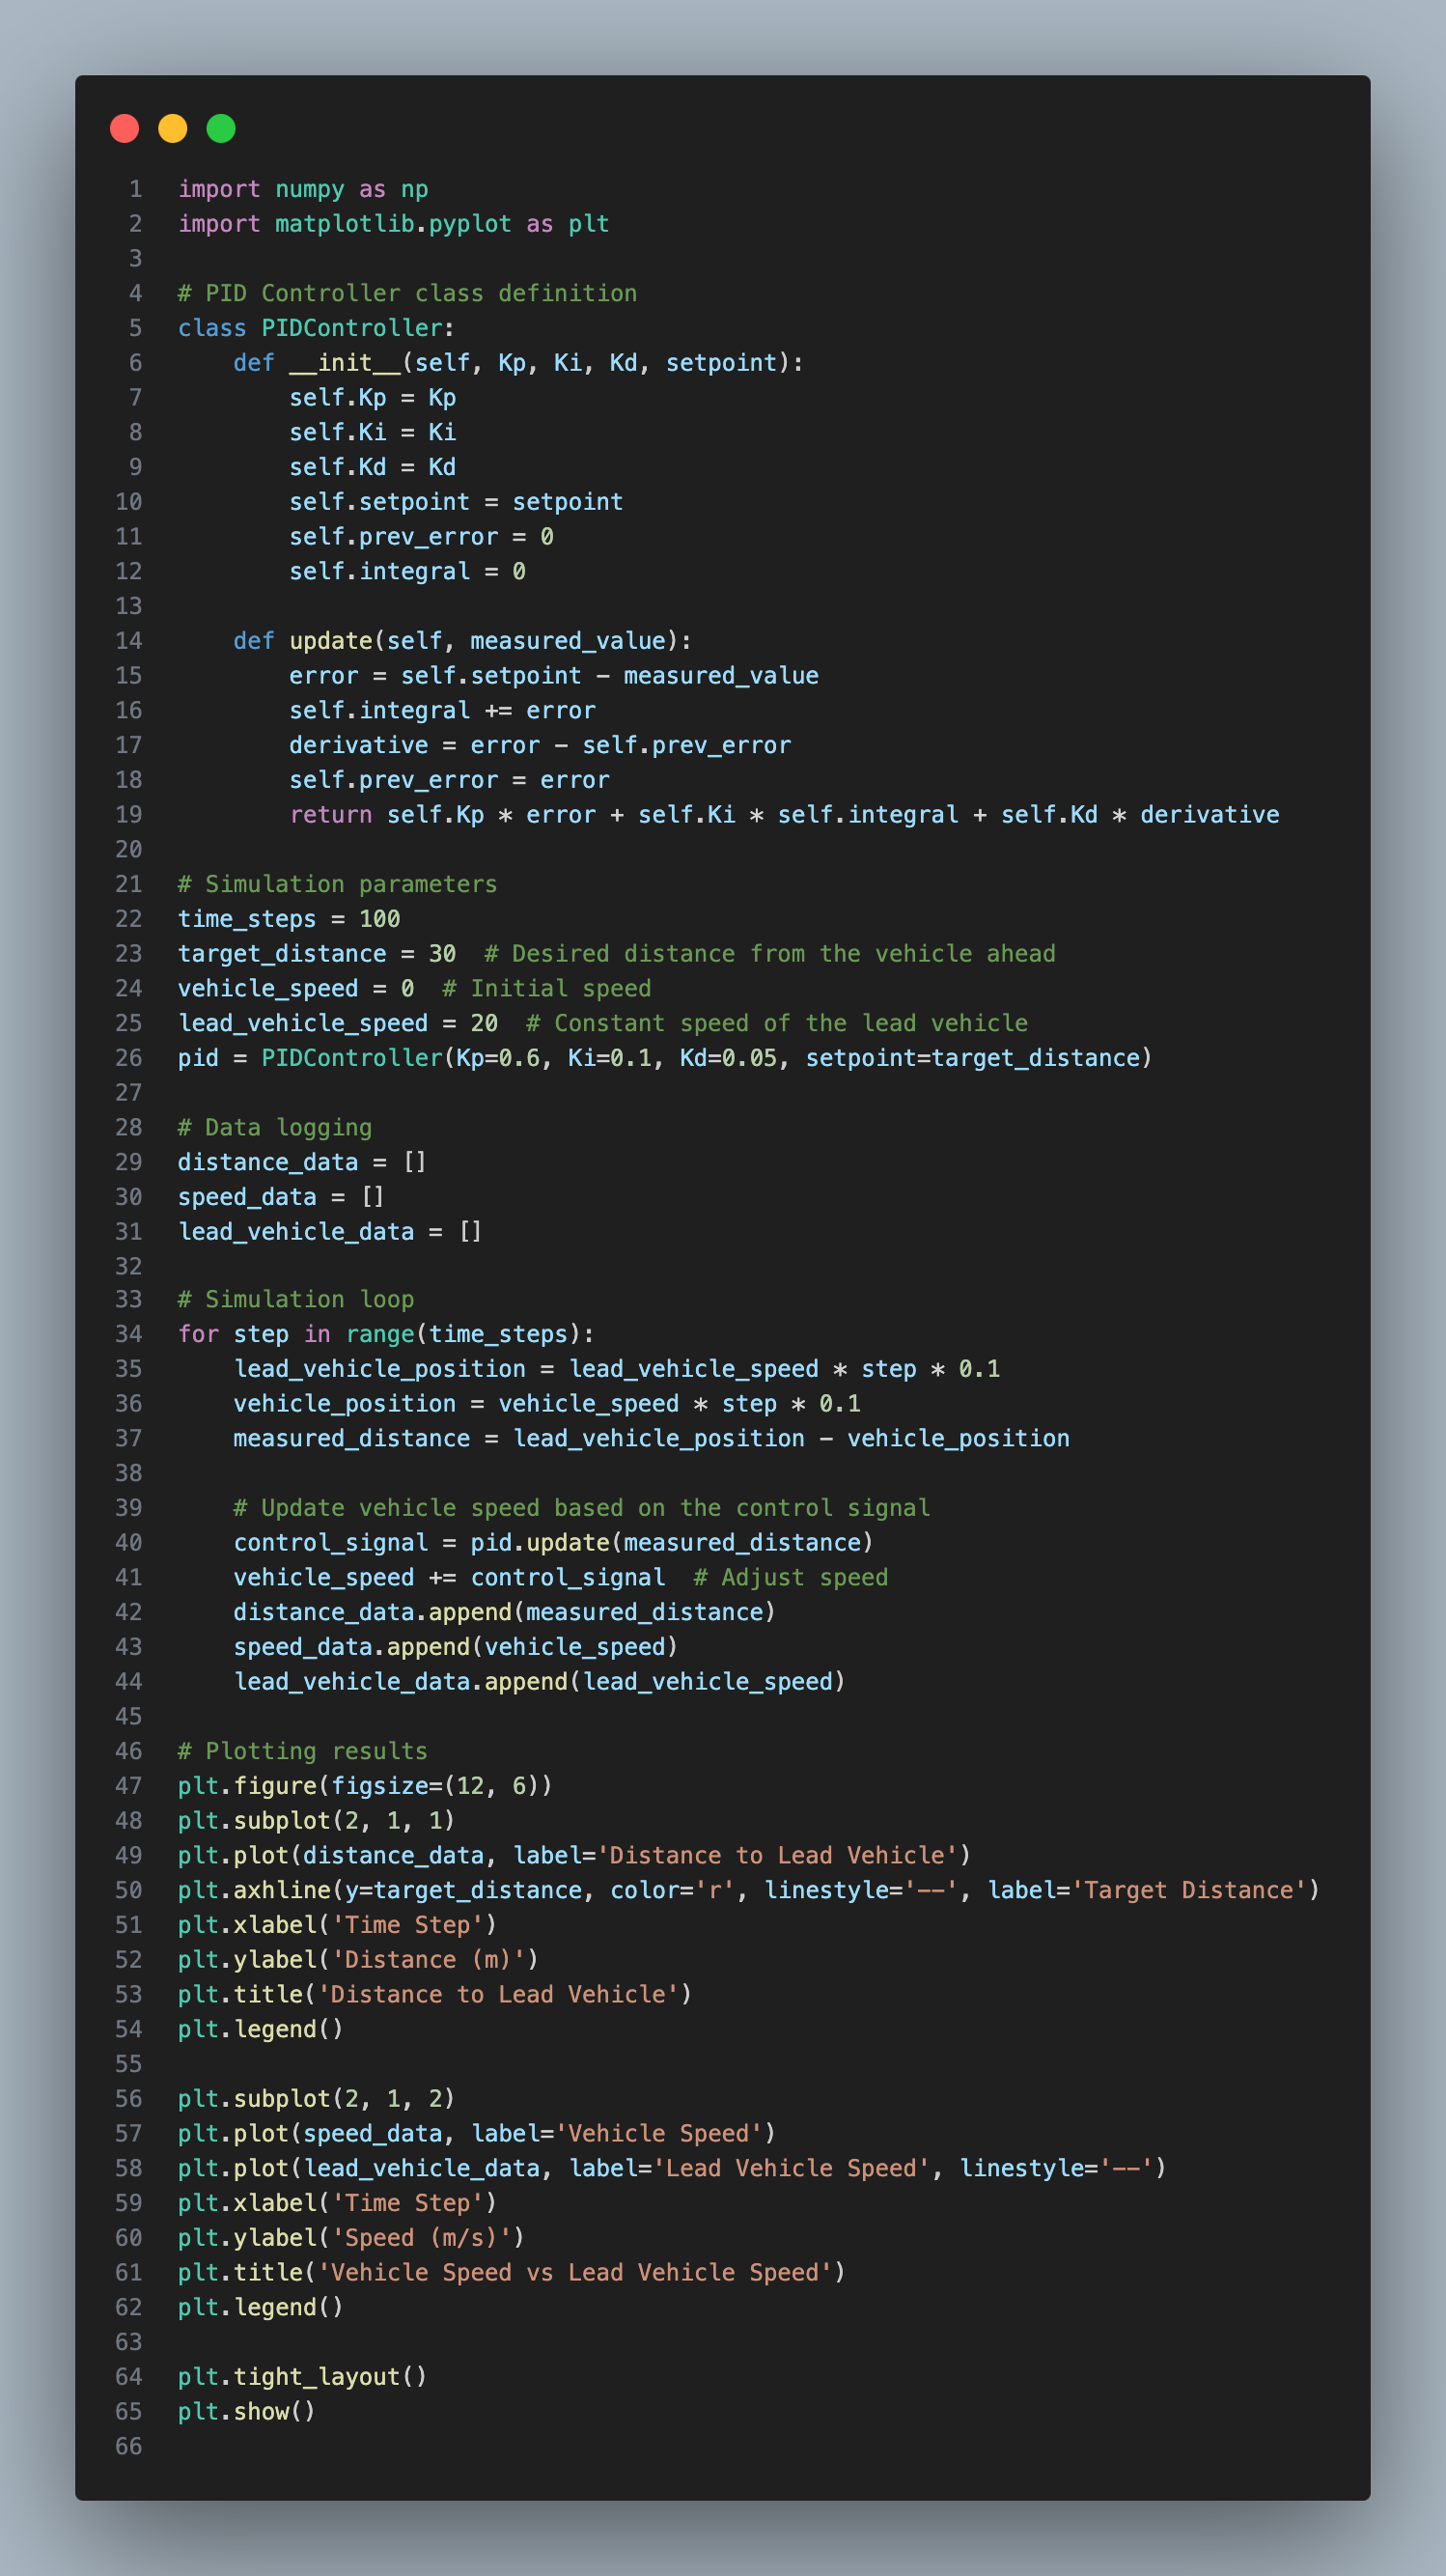 1 import numpy as np
2 import matplotlib.pyplot as plt
3
4 # PID Controller class definition
5 class PIDController:
6     def __init__(self, Kp, Ki, Kd, setpoint):
7         self.Kp = Kp
8         self.Ki = Ki
9         self.Kd = Kd
10         self.setpoint = setpoint
11         self.prev_error = 0
12         self.integral = 0
13
14     def update(self, measured_value):
15         error = self.setpoint - measured_value
16         self.integral += error
17         derivative = error - self.prev_error
18         self.prev_error = error
19         return self.Kp * error + self.Ki * self.integral + self.Kd * derivative
20
21 # Simulation parameters
22 time_steps = 100
23 target_distance = 30  # Desired distance from the vehicle ahead
24 vehicle_speed = 0  # Initial speed
25 lead_vehicle_speed = 20  # Constant speed of the lead vehicle
26 pid = PIDController(Kp=0.6, Ki=0.1, Kd=0.05, setpoint=target_distance)
27
28 # Data logging
29 distance_data = []
30 speed_data = []
31 lead_vehicle_data = []
32
33 # Simulation loop
34 for step in range(time_steps):
35     lead_vehicle_position = lead_vehicle_speed * step * 0.1
36     vehicle_position = vehicle_speed * step * 0.1
37     measured_distance = lead_vehicle_position - vehicle_position
38
39     # Update vehicle speed based on the control signal
40     control_signal = pid.update(measured_distance)
41     vehicle_speed += control_signal  # Adjust speed
42     distance_data.append(measured_distance)
43     speed_data.append(vehicle_speed)
44     lead_vehicle_data.append(lead_vehicle_speed)
45
46 # Plotting results
47 plt.figure(figsize=(12, 6))
48 plt.subplot(2, 1, 1)
49 plt.plot(distance_data, label='Distance to Lead Vehicle')
50 plt.axhline(y=target_distance, color='r', linestyle='--', label='Target Distance')
51 plt.xlabel('Time Step')
52 plt.ylabel('Distance (m)')
53 plt.title('Distance to Lead Vehicle')
54 plt.legend()
55
56 plt.subplot(2, 1, 2)
57 plt.plot(speed_data, label='Vehicle Speed')
58 plt.plot(lead_vehicle_data, label='Lead Vehicle Speed', linestyle='--')
59 plt.xlabel('Time Step')
60 plt.ylabel('Speed (m/s)')
61 plt.title('Vehicle Speed vs Lead Vehicle Speed')
62 plt.legend()
63
64 plt.tight_layout()
65 plt.show()
66